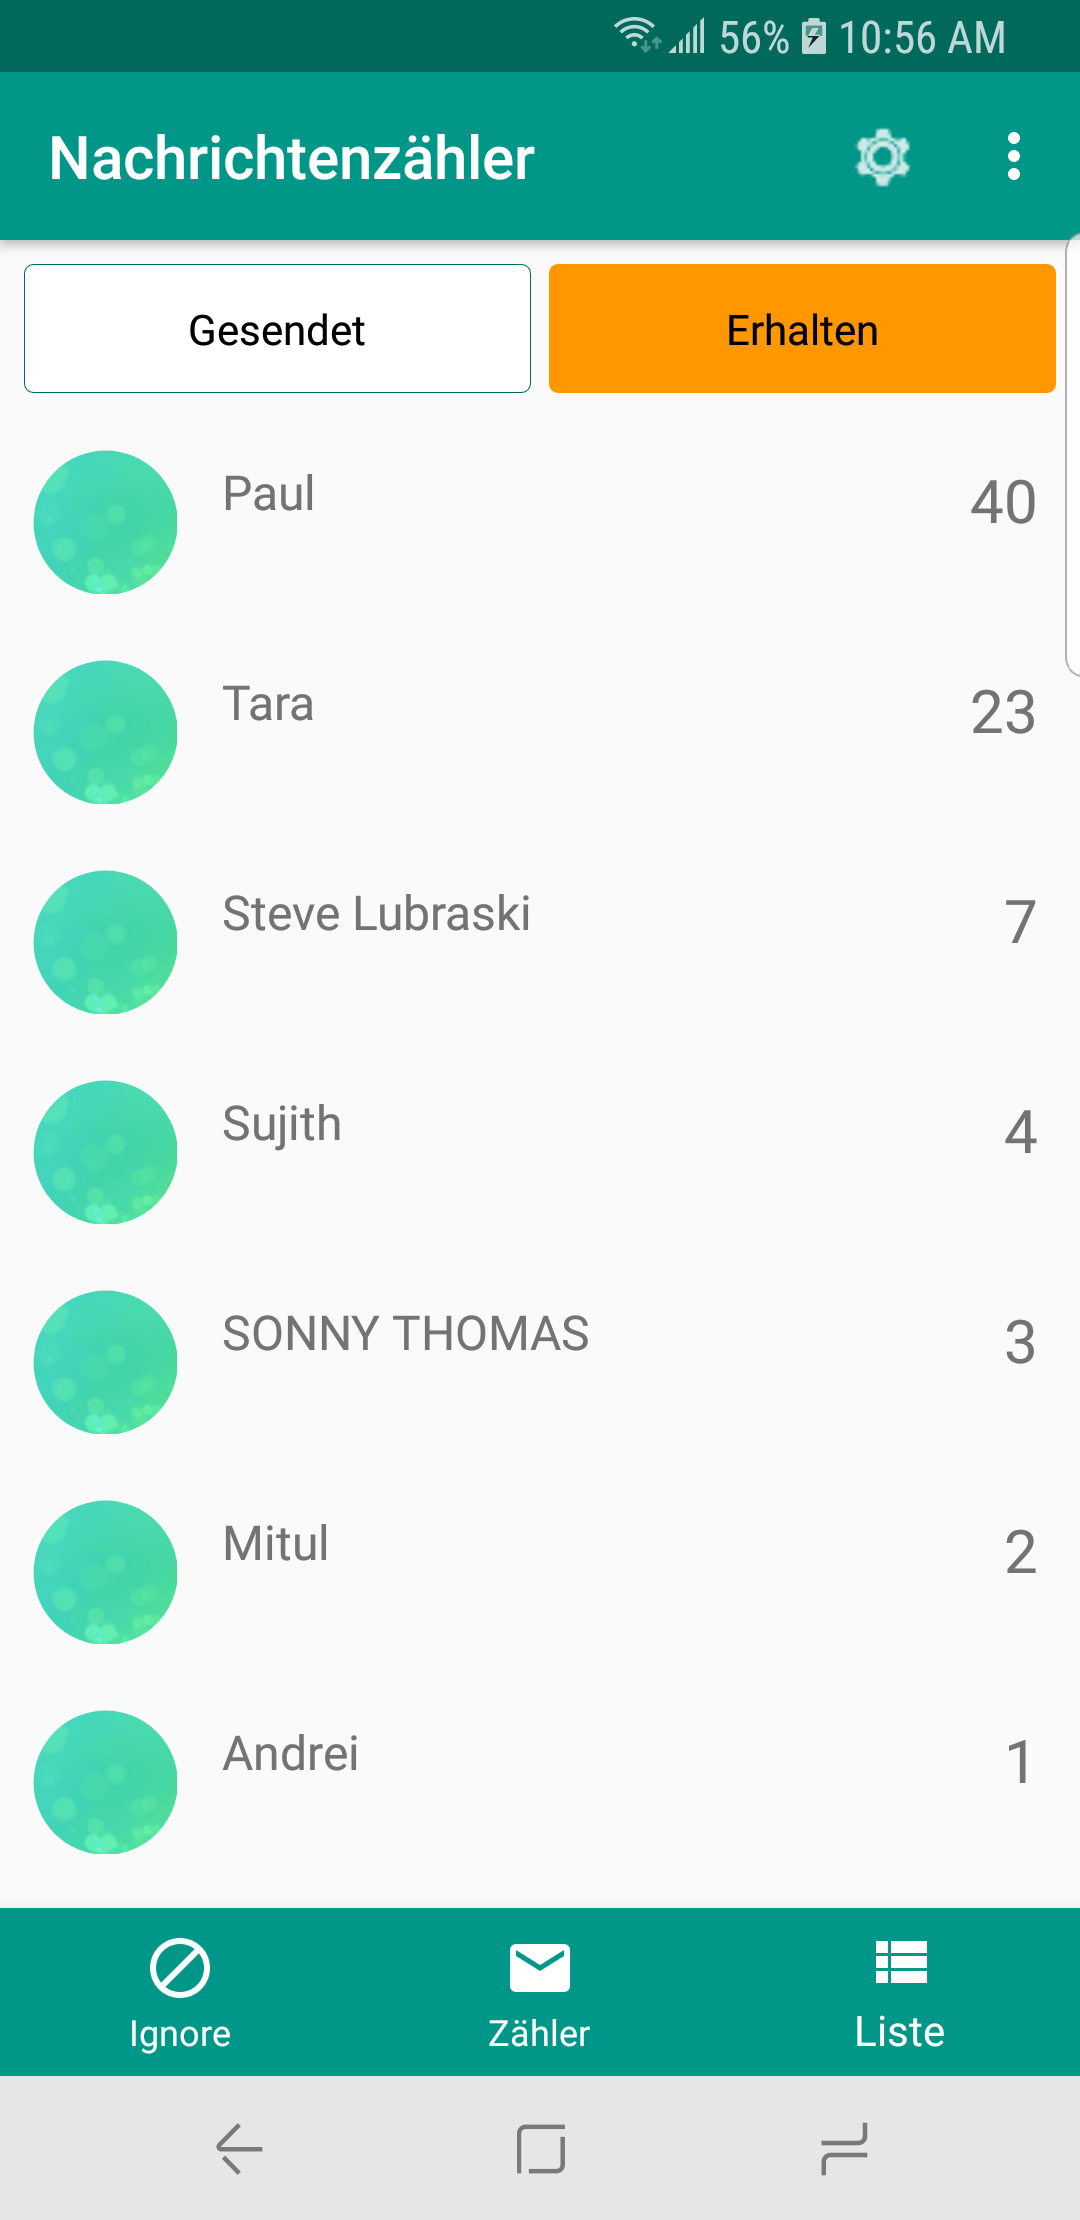 56% 10:56 AM
Nachrichtenzähler
Gesendet Erhalten
Paul 40
Tara 23
Steve Lubraski 7
Sujith 4
SONNY THOMAS 3
Mitul 2
Andrei 1
Ignore Zähler Liste